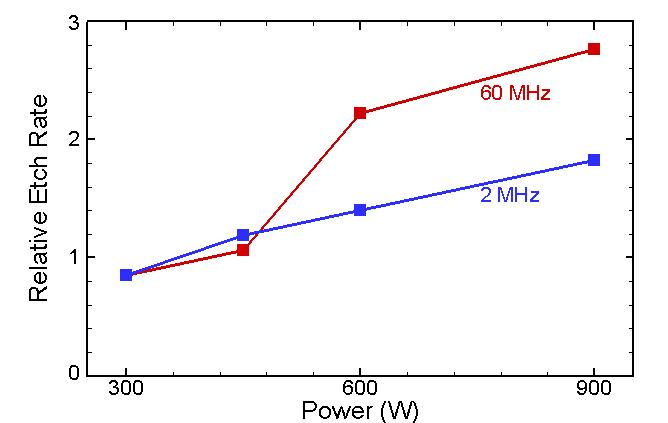 3
2
1
0
Relative Etch Rate
60 MHz
2 MHz
300 600 900
Power (W)